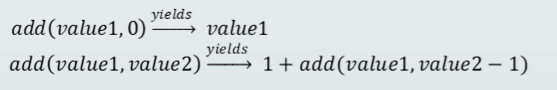 add(value1, 0) yields→ value1
add(value1, value2) yields→ 1 + add(value1, value2 − 1)